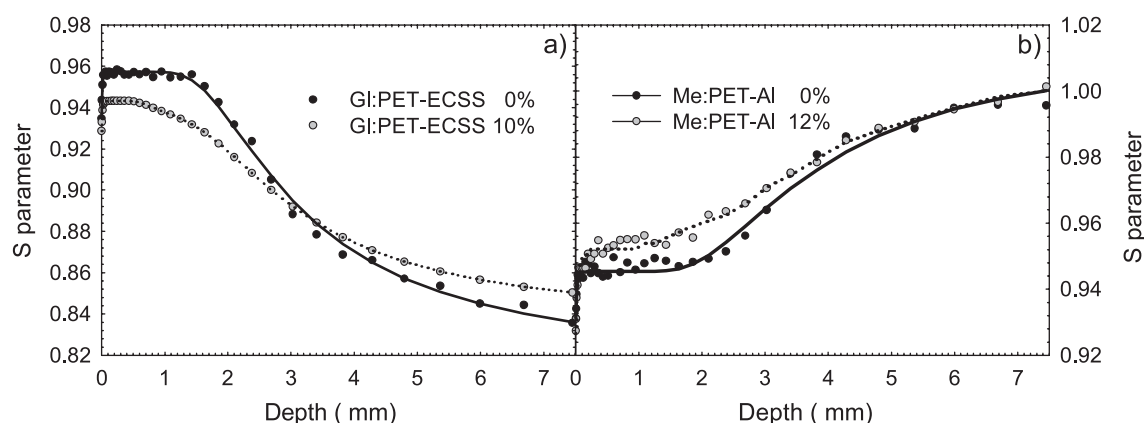 0.98
0.96
0.94
0.92
0.90
0.88
0.86
0.84
0.82
S parameter
a)
Gl:PET-ECSS 0%
Gl:PET-ECSS 10%
0 1 2 3 4 5 6 7
Depth ( mm)
b)
Me:PET-Al 0%
Me:PET-Al 12%
0 1 2 3 4 5 6 7
Depth ( mm)
1.02
1.00
0.98
0.96
0.94
0.92
S parameter